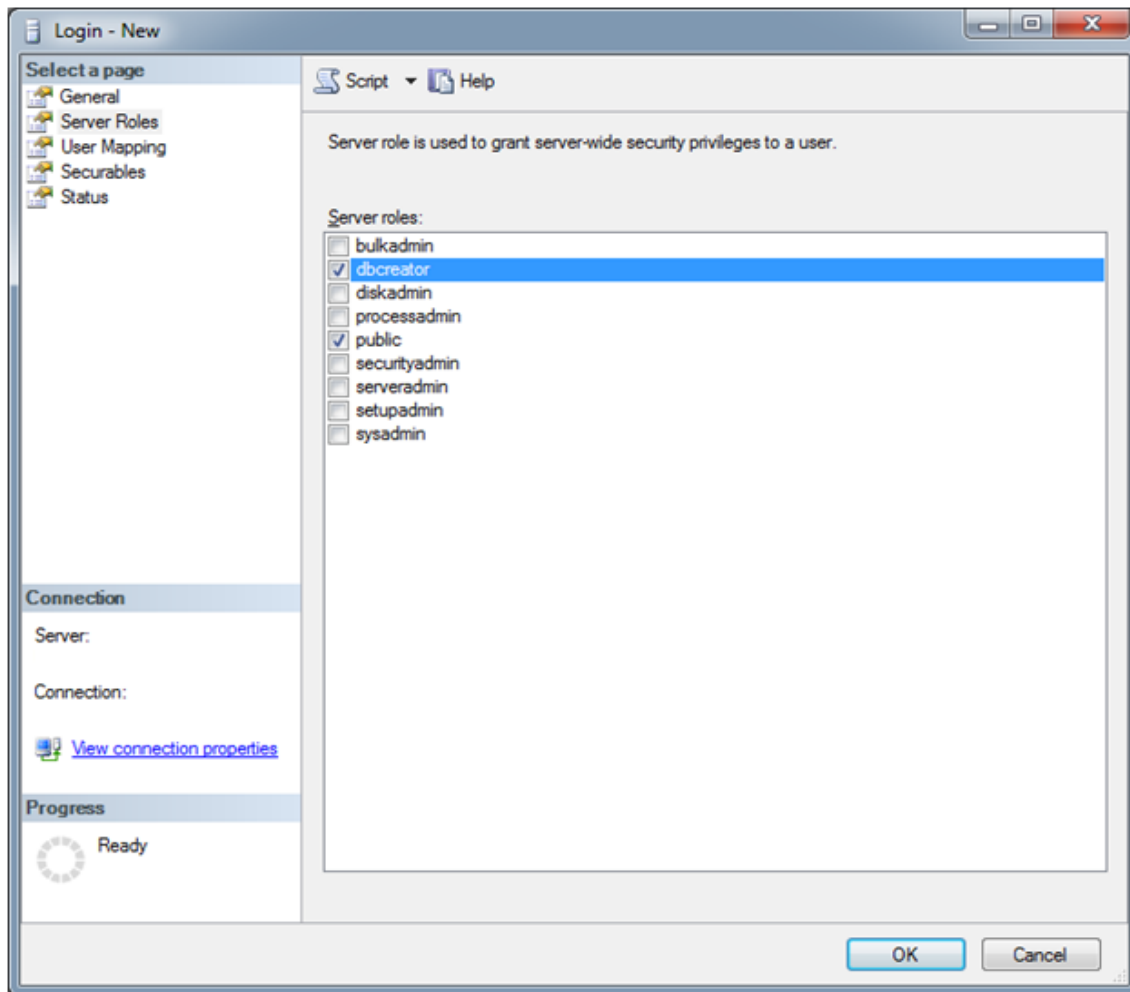 Login - New
Select a page
General
Server Roles
User Mapping
Securables
Status
Script
Help
Server role is used to grant server-wide security privileges to a user.
Server roles:
bulkadmin
dbcreator
diskadmin
processadmin
public
securityadmin
serveradmin
setupadmin
sysadmin
Connection
Server:
Connection:
View connection properties
Progress
Ready
OK
Cancel